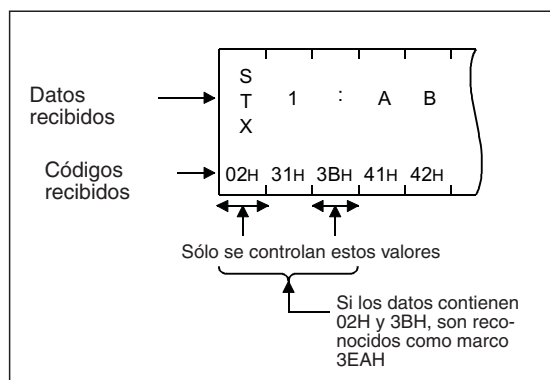 Datos
recibidos
S
T
X
1 : A B
Códigos
recibidos
02H 31H 3BH 41H 42H
Sólo se controlan estos valores
Si los datos contienen
02H y 3BH, son reco-
nocidos como marco
3EAH